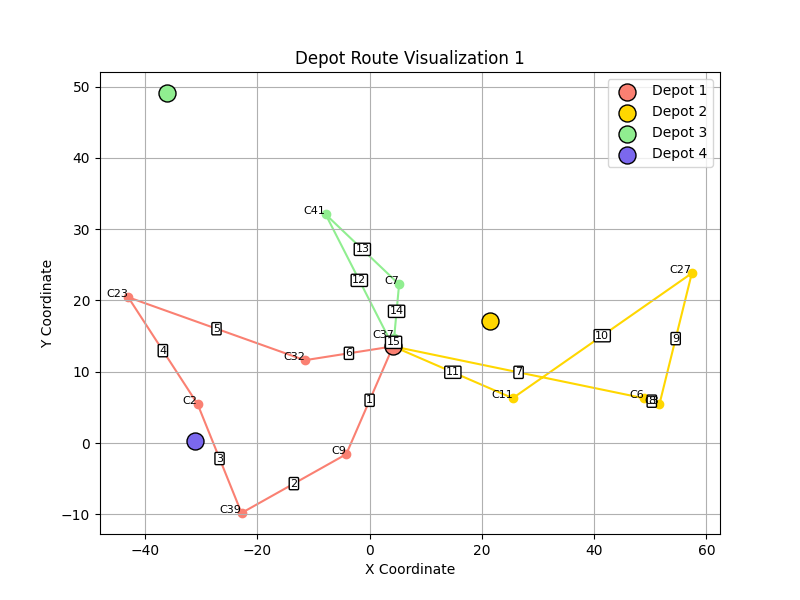 Depot Route Visualization 1
Depot 1
Depot 2
Depot 3
Depot 4
Y Coordinate
50
40
30
20
10
0
−10
C41
13
C7
12
14
C27
C23
5
C37
15
4
C32
6
10
9
11
7
C2
1
C11
C6
8
3
C9
2
C39
−40
−20
0
20
40
60
X Coordinate